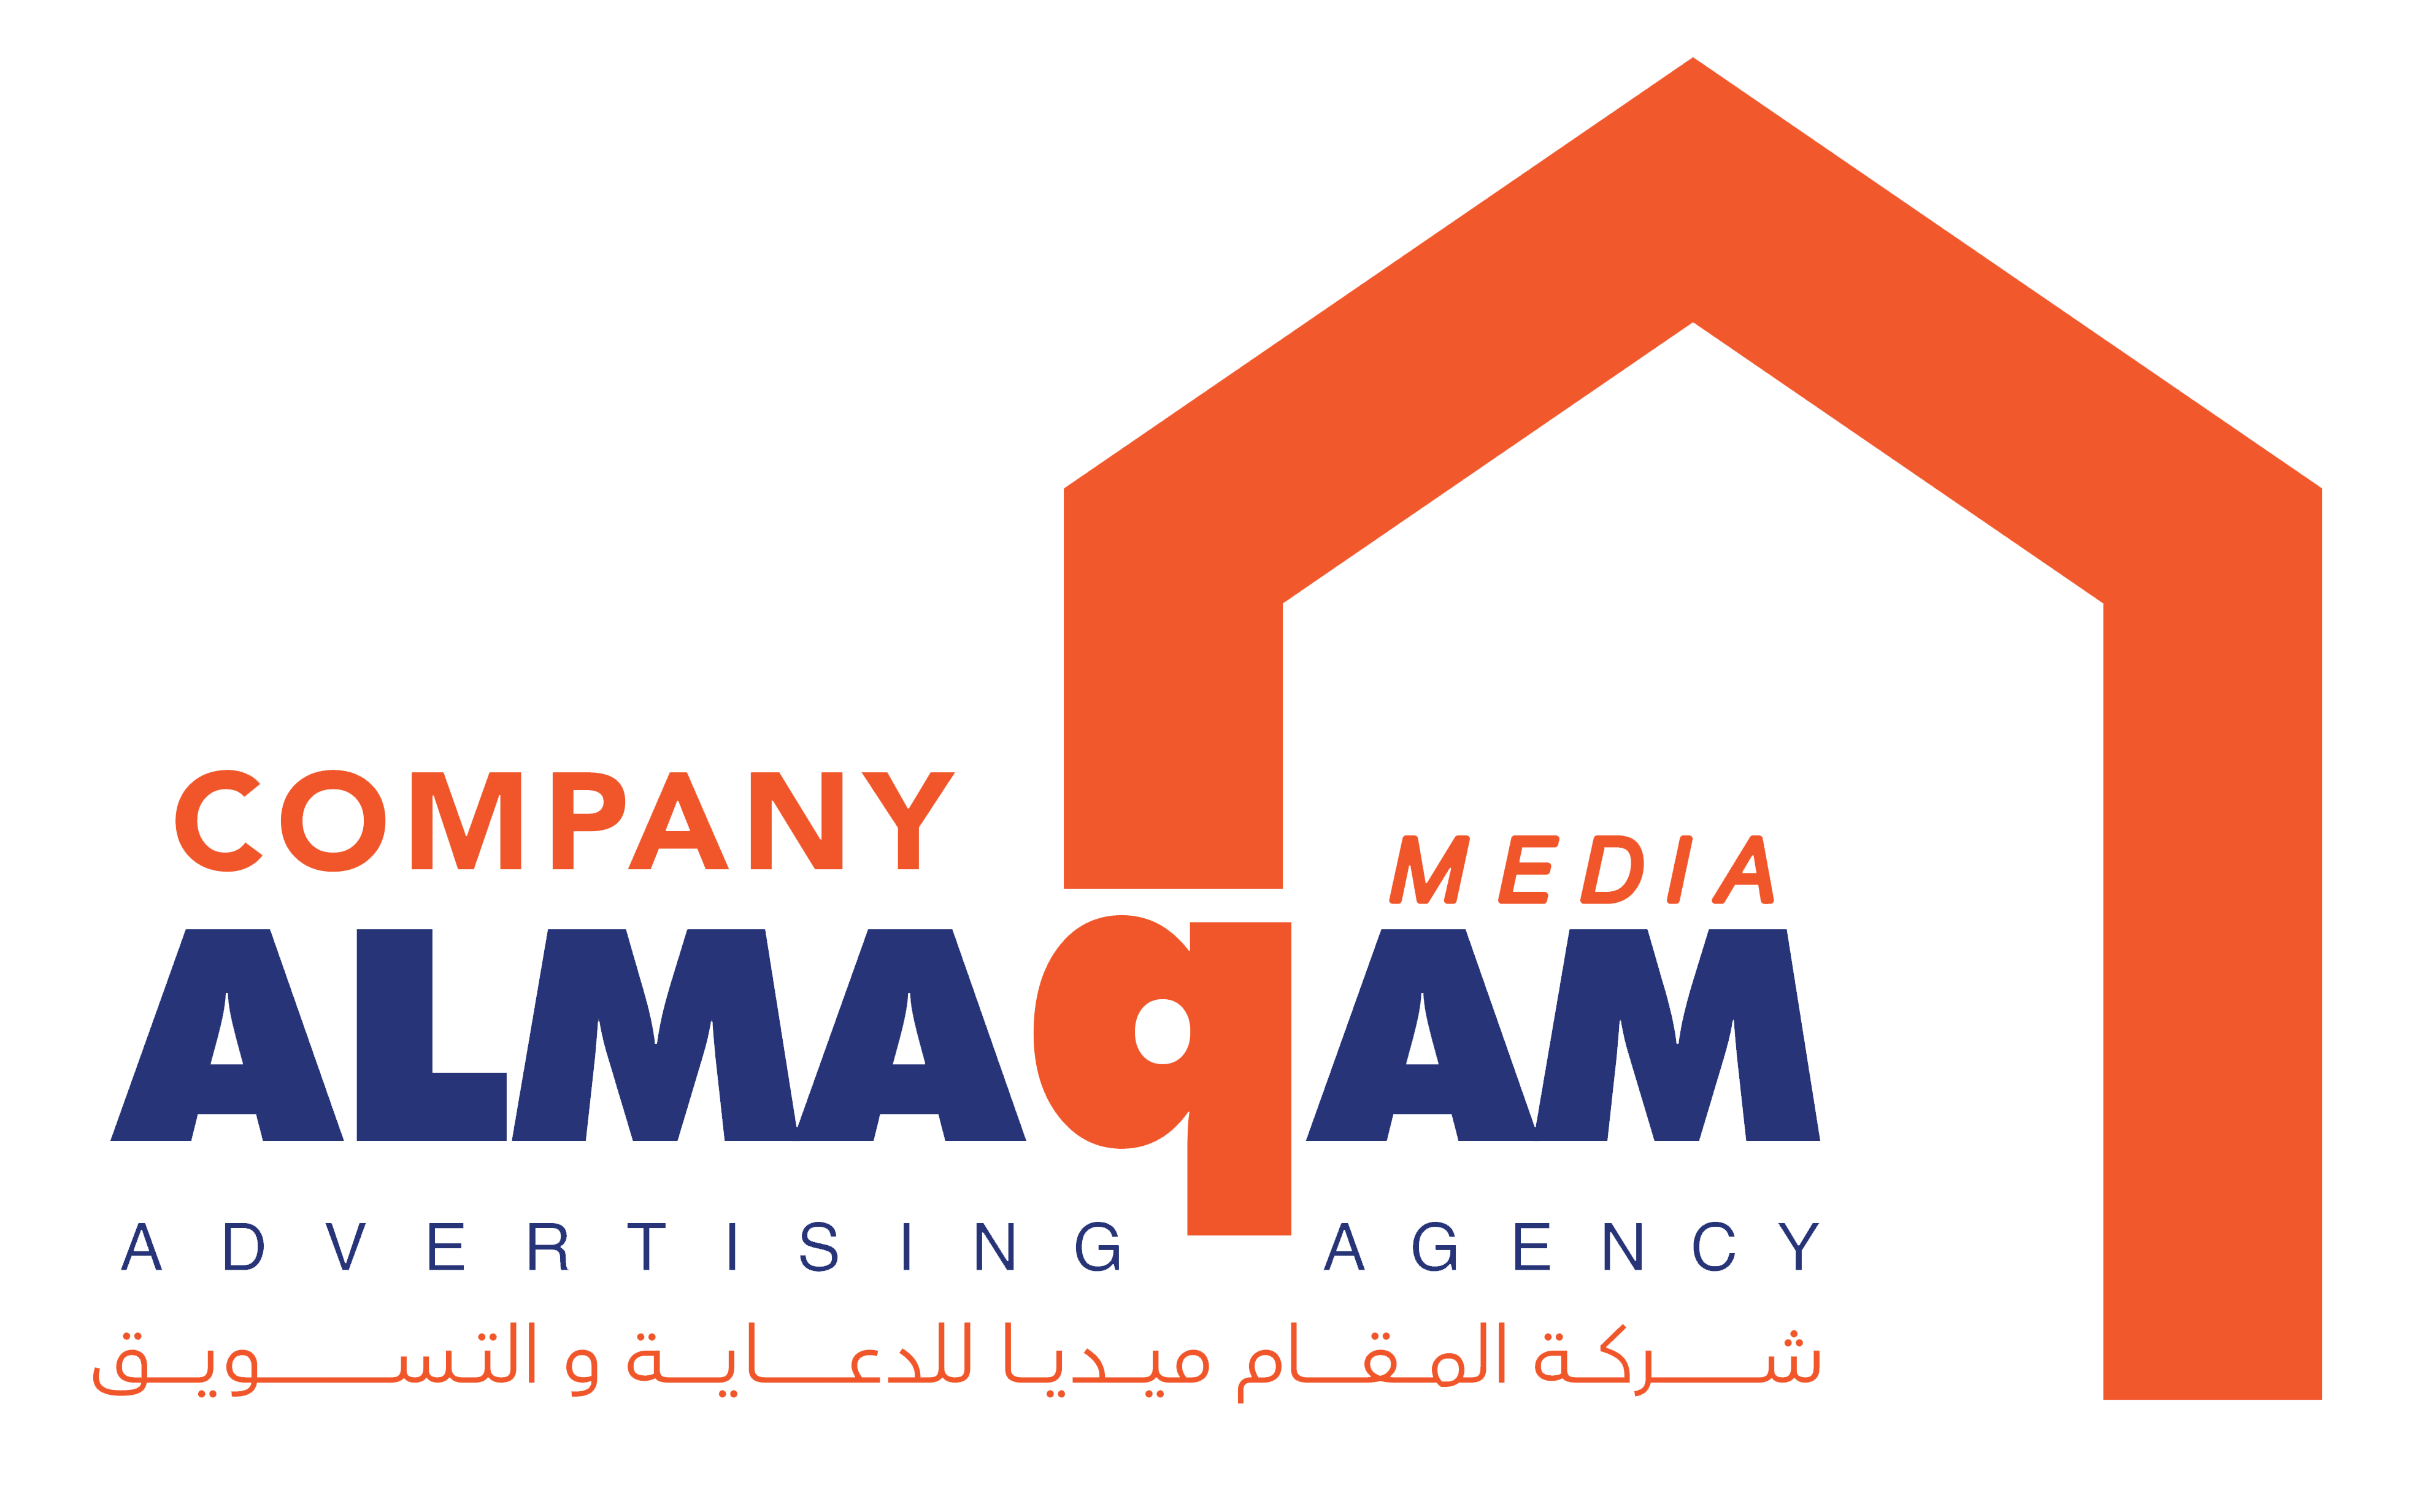 COMPANY
MEDIA
ALMAqAM
ADVERTISING AGENCY
شركة المقام ميديا للدعاية و التسويق